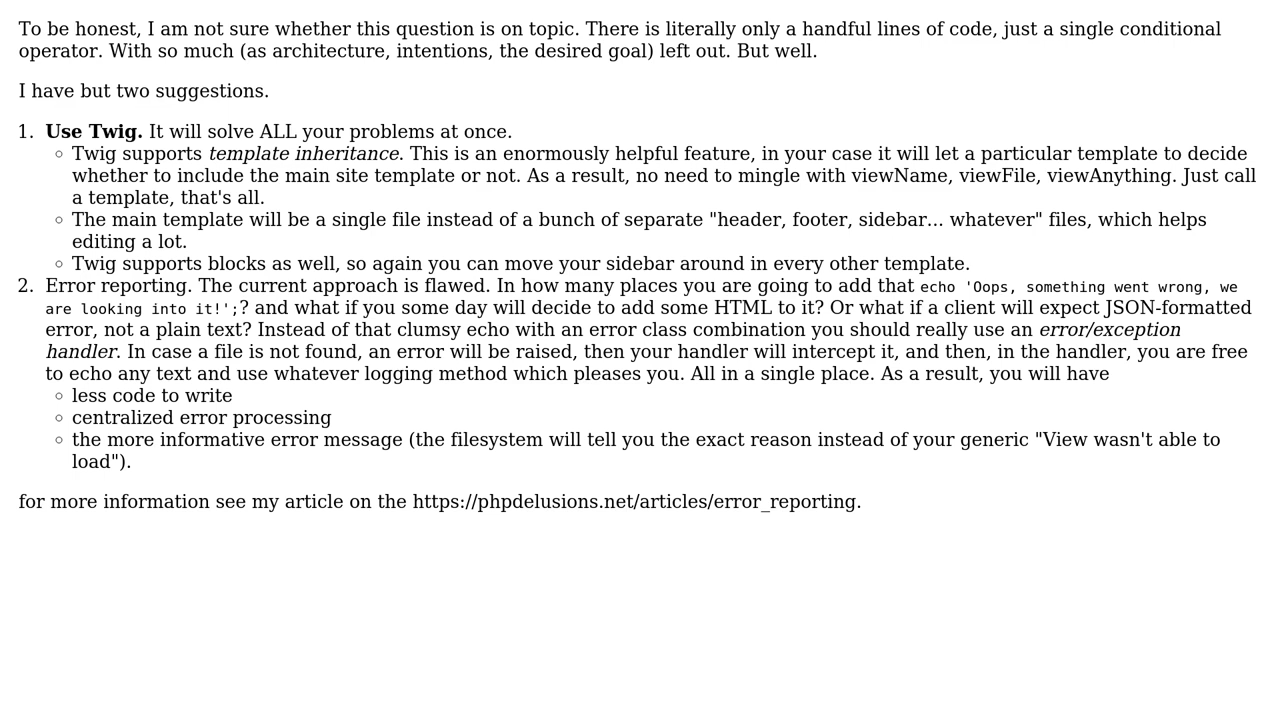 To be honest, I am not sure whether this question is on topic. There is literally only a handful lines of code, just a single conditional
operator. With so much (as architecture, intentions, the desired goal) left out. But well.
I have but two suggestions.
1. Use Twig. It will solve ALL your problems at once.
◦ Twig supports template inheritance. This is an enormously helpful feature, in your case it will let a particular template to decide
whether to include the main site template or not. As a result, no need to mingle with viewName, viewFile, viewAnything. Just call
a template, that's all.
◦ The main template will be a single file instead of a bunch of separate "header, footer, sidebar... whatever" files, which helps
editing a lot.
◦ Twig supports blocks as well, so again you can move your sidebar around in every other template.
2. Error reporting. The current approach is flawed. In how many places you are going to add that echo 'Oops, something went wrong, we
are looking into it!';? and what if you some day will decide to add some HTML to it? Or what if a client will expect JSON-formatted
error, not a plain text? Instead of that clumsy echo with an error class combination you should really use an error/exception
handler. In case a file is not found, an error will be raised, then your handler will intercept it, and then, in the handler, you are free
to echo any text and use whatever logging method which pleases you. All in a single place. As a result, you will have
◦ less code to write
◦ centralized error processing
◦ the more informative error message (the filesystem will tell you the exact reason instead of your generic "View wasn't able to
load").
for more information see my article on the https://phpdelusions.net/articles/error_reporting.